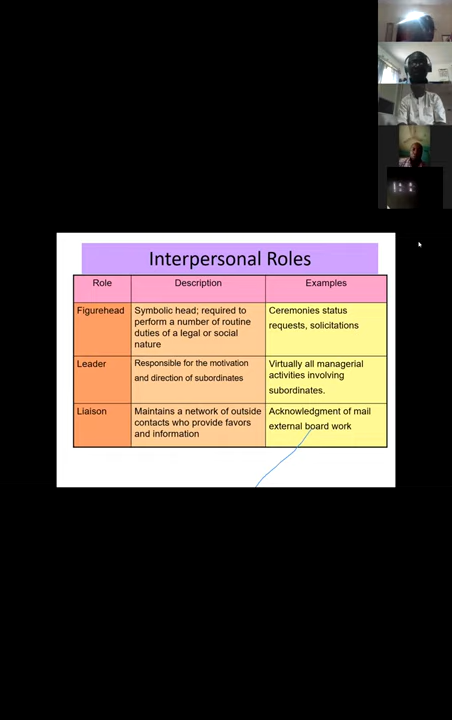 Interpersonal Roles
Role Description Examples
Figurehead
Symbolic head; required to
perform a number of routine
duties of a legal or social
nature
Ceremonies status
requests, solicitations
Leader
Responsible for the motivation
and direction of subordinates
Virtually all managerial
activities involving
subordinates.
Liaison
Maintains a network of outside
contacts who provide favors
and information
Acknowledgment of mail
external board work